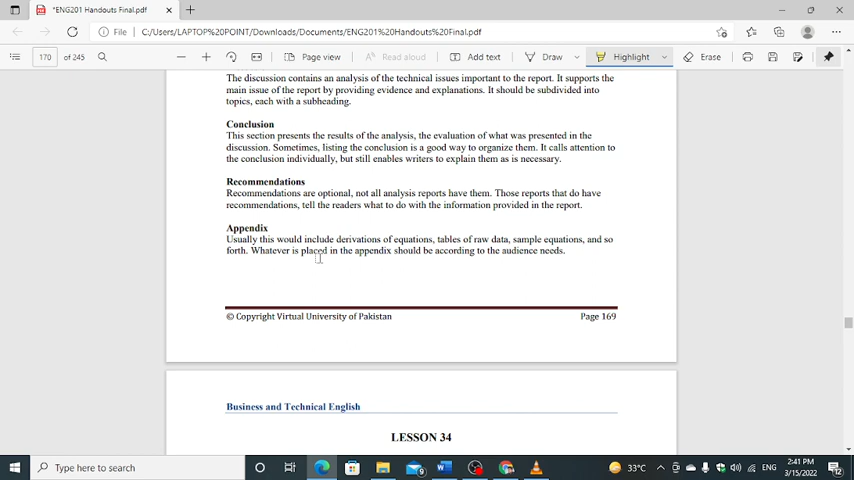 *ENG201 Handouts Final.pdf
File C:/Users/LAPTOP%20POINT/Downloads/Documents/ENG201%20Handouts%20Final.pdf
170 of 245 Page view Read aloud Add text Draw Highlight Erase
The discussion contains an analysis of the technical issues important to the report. It supports the
main issue of the report by providing evidence and explanations. It should be subdivided into
topics, each with a subheading.
Conclusion
This section presents the results of the analysis, the evaluation of what was presented in the
discussion. Sometimes, listing the conclusion is a good way to organize them. It calls attention to
the conclusion individually, but still enables writers to explain them as is necessary.
Recommendations
Recommendations are optional, not all analysis reports have them. Those reports that do have
recommendations, tell the readers what to do with the information provided in the report.
Appendix
Usually this would include derivations of equations, tables of raw data, sample equations, and so
forth. Whatever is placed in the appendix should be according to the audience needs.
© Copyright Virtual University of Pakistan Page 169
Business and Technical English
LESSON 34
Type here to search 9 33°C ENG 2:41 PM 12
3/15/2022